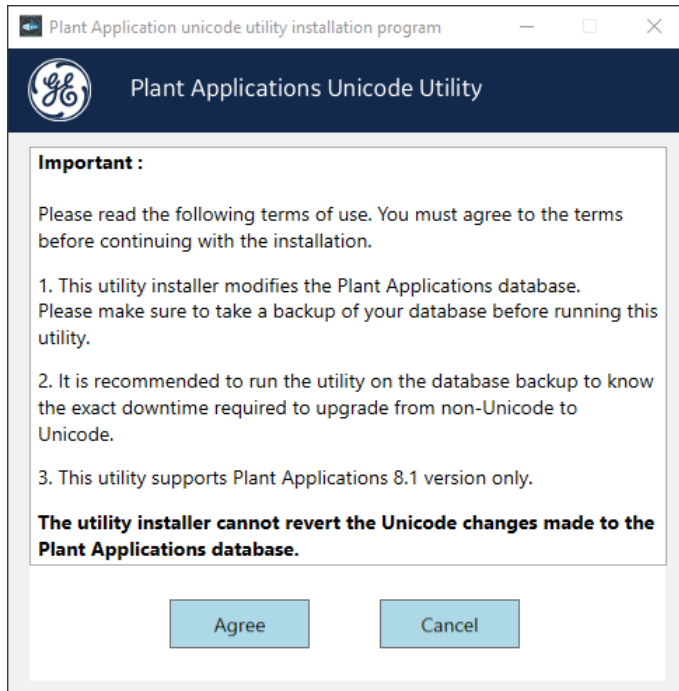 Plant Application unicode utility installation program
Plant Applications Unicode Utility
Important :
Please read the following terms of use. You must agree to the terms
before continuing with the installation.
1. This utility installer modifies the Plant Applications database.
Please make sure to take a backup of your database before running this
utility.
2. It is recommended to run the utility on the database backup to know
the exact downtime required to upgrade from non-Unicode to
Unicode.
3. This utility supports Plant Applications 8.1 version only.
The utility installer cannot revert the Unicode changes made to the
Plant Applications database.
Agree
Cancel